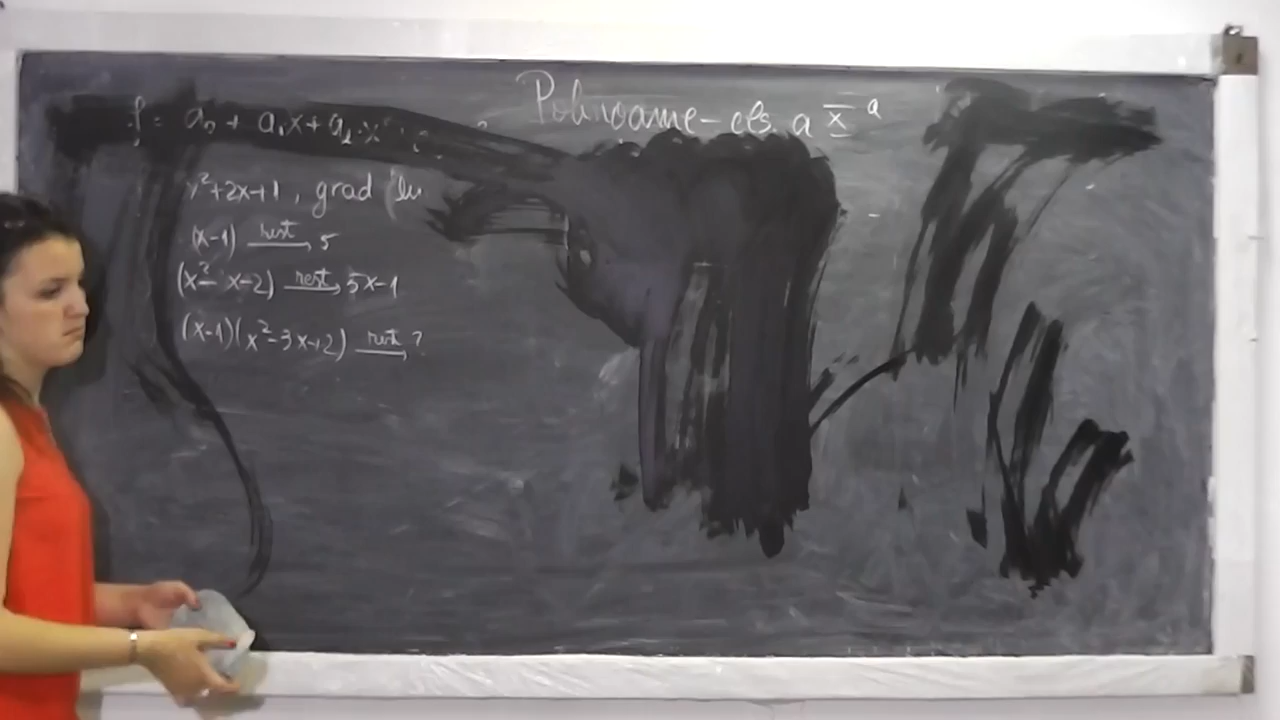 Polinoame - cls. a X a
f = a0 + a1x + a2·x²
x²+2x+1, grad
(x-1) rest 5
(x²- x-2) rest 5x-1
(x-1)(x²-3x+2) rest ?